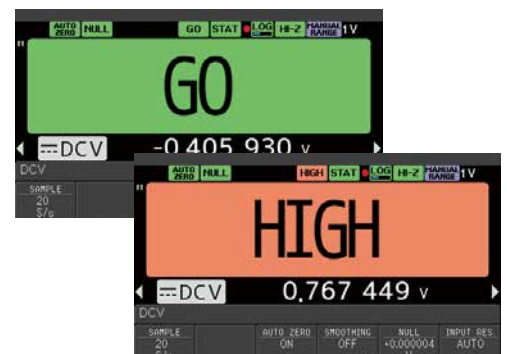 AUTO ZERO NULL GO STAT LOG HI-Z MANUAL RANGE 1V
GO
DCV -0.405 930 V
DCV
SAMPLE
20
S/s
AUTO ZERO NULL HIGH STAT LOG HI-Z MANUAL RANGE 1V
HIGH
DCV 0.767 449 V
DCV
SAMPLE AUTO ZERO SMOOTHING NULL INPUT RES.
20 ON OFF +0.000004 AUTO